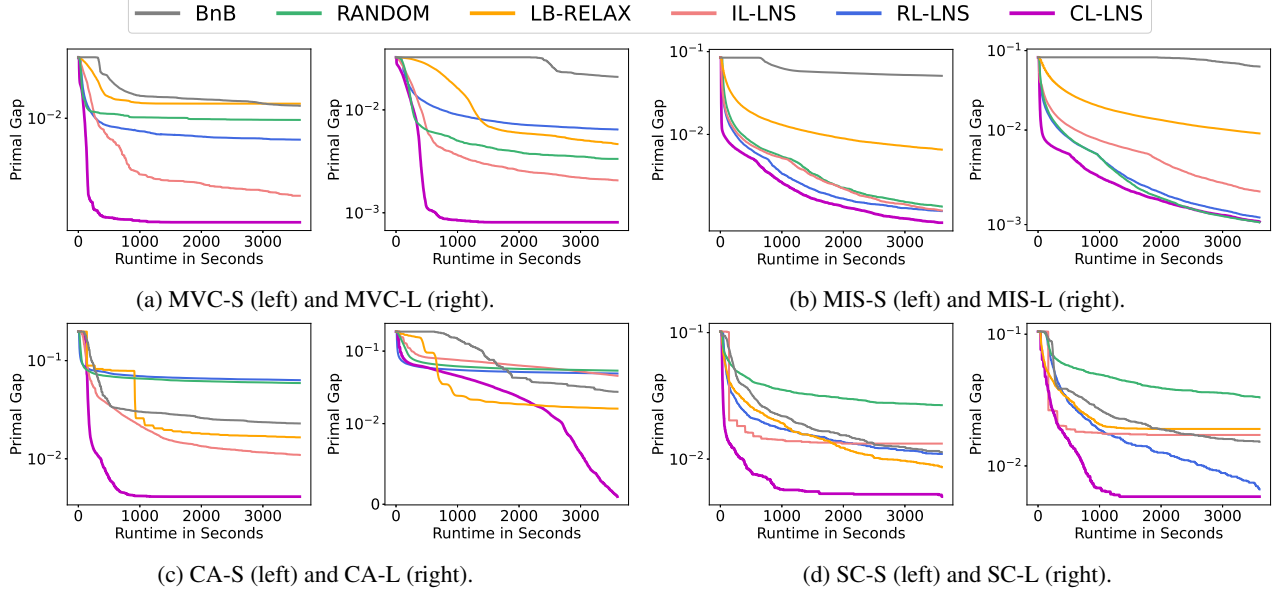 BnB RANDOM LB-RELAX IL-LNS RL-LNS CL-LNS
Primal Gap
10⁻²
0 1000 2000 3000
Runtime in Seconds
Primal Gap
10⁻²
10⁻³
0 1000 2000 3000
Runtime in Seconds
(a) MVC-S (left) and MVC-L (right).
Primal Gap
10⁻¹
10⁻²
0 1000 2000 3000
Runtime in Seconds
Primal Gap
10⁻¹
10⁻²
10⁻³
0 1000 2000 3000
Runtime in Seconds
(b) MIS-S (left) and MIS-L (right).
Primal Gap
10⁻¹
10⁻²
0 1000 2000 3000
Runtime in Seconds
Primal Gap
10⁻¹
10⁻²
0
0 1000 2000 3000
Runtime in Seconds
(c) CA-S (left) and CA-L (right).
Primal Gap
10⁻¹
10⁻²
0 1000 2000 3000
Runtime in Seconds
Primal Gap
10⁻¹
10⁻²
0 1000 2000 3000
Runtime in Seconds
(d) SC-S (left) and SC-L (right).